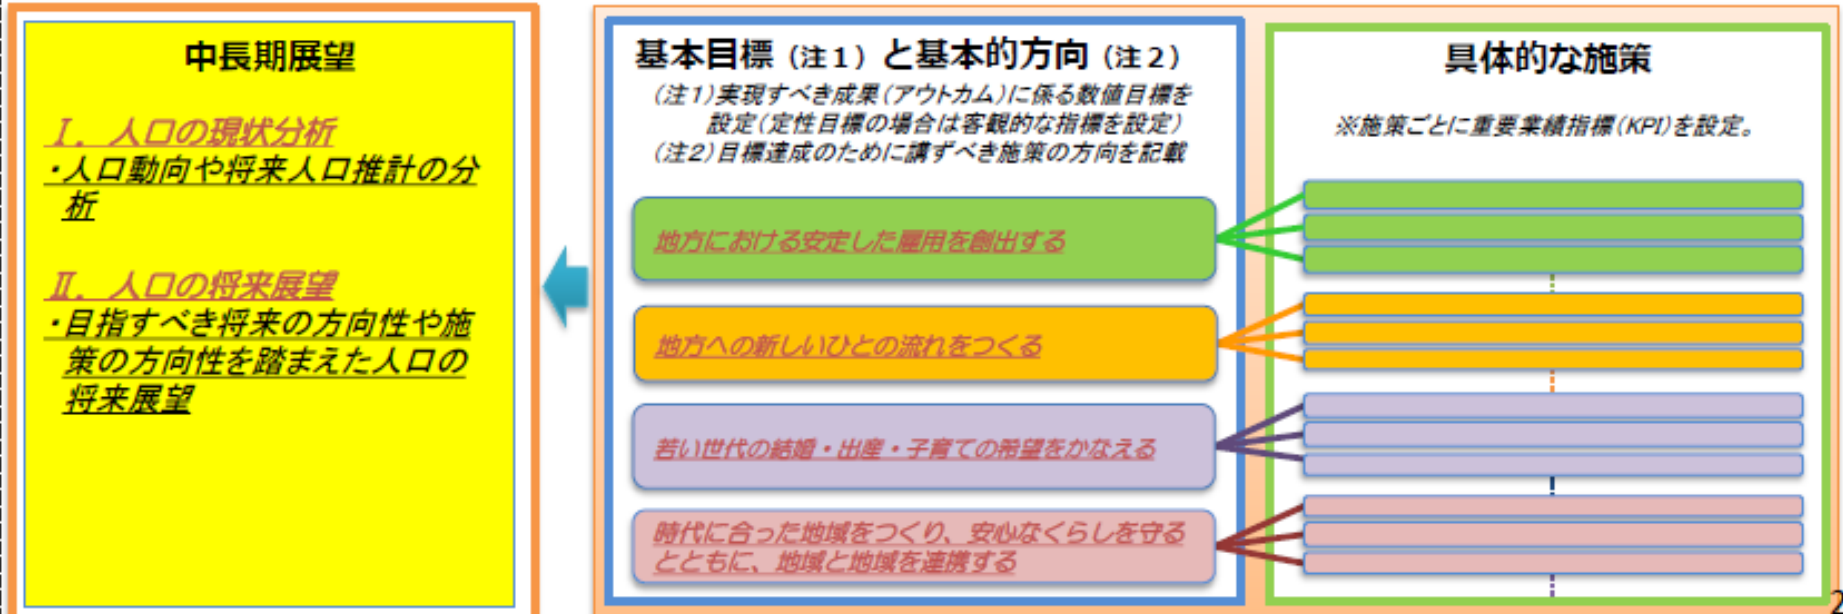 中長期展望
Ⅰ．人口の現状分析
・人口動向や将来人口推計の分
析
Ⅱ．人口の将来展望
・目指すべき将来の方向性や施
策の方向性を踏まえた人口の
将来展望
基本目標（注１）と基本的方向（注２）
（注１）実現すべき成果（アウトカム）に係る数値目標を
設定（定性目標の場合は客観的な指標を設定）
（注２）目標達成のために講ずべき施策の方向を記載
地方における安定した雇用を創出する
地方への新しいひとの流れをつくる
若い世代の結婚・出産・子育ての希望をかなえる
時代に合った地域をつくり、安心なくらしを守る
とともに、地域と地域を連携する
具体的な施策
※施策ごとに重要業績指標（KPI）を設定。
2